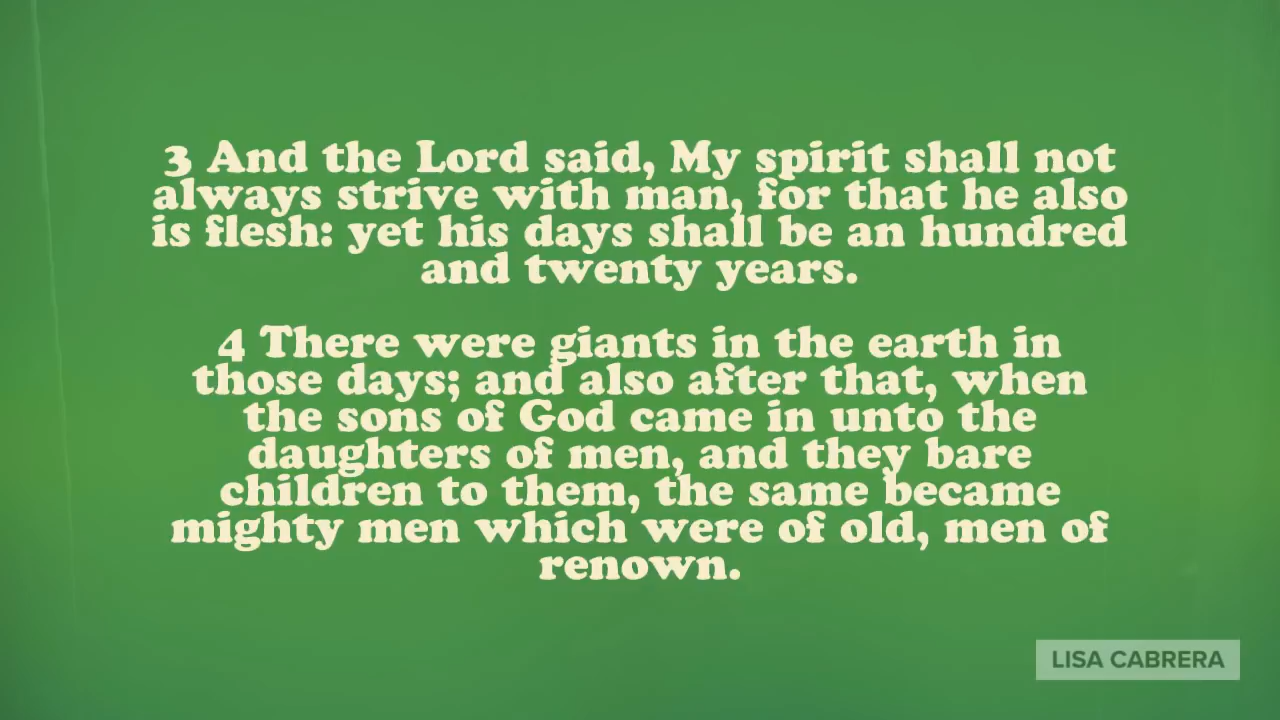 3 And the Lord said, My spirit shall not
always strive with man, for that he also
is flesh: yet his days shall be an hundred
and twenty years.
4 There were giants in the earth in
those days; and also after that, when
the sons of God came in unto the
daughters of men, and they bare
children to them, the same became
mighty men which were of old, men of
renown.
LISA CABRERA